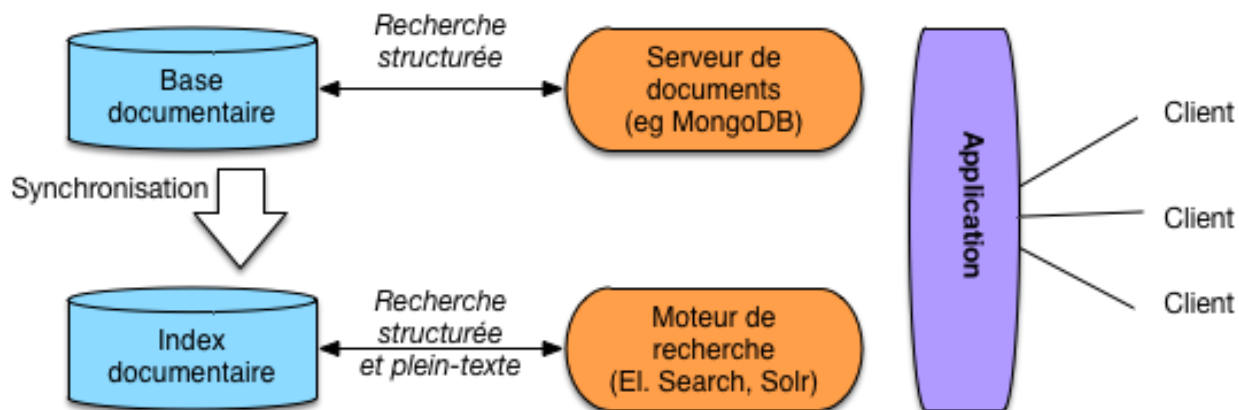 Base
documentaire
Recherche
structurée
Serveur de
documents
(eg MongoDB)
Synchronisation
Index
documentaire
Recherche
structurée
et plein-texte
Moteur de
recherche
(El. Search, Solr)
Application
Client
Client
Client